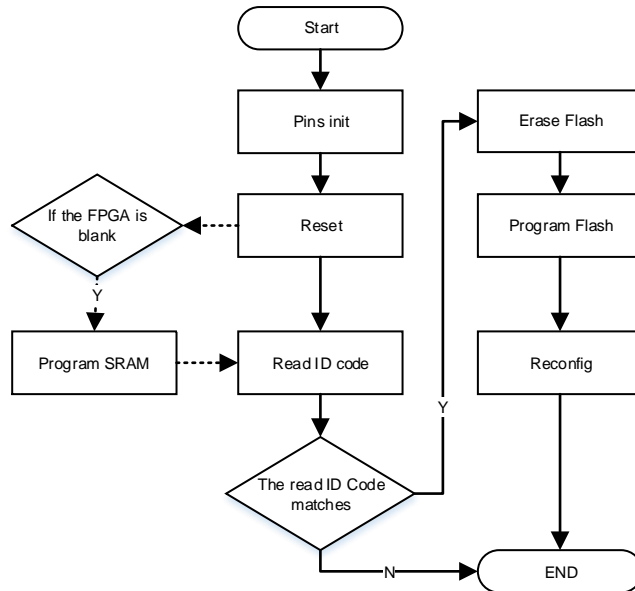 Start
Pins init
Erase Flash
If the FPGA is
blank
Reset
Program Flash
Y
Program SRAM
Read ID code
Reconfig
Y
The read ID Code
matches
N
END